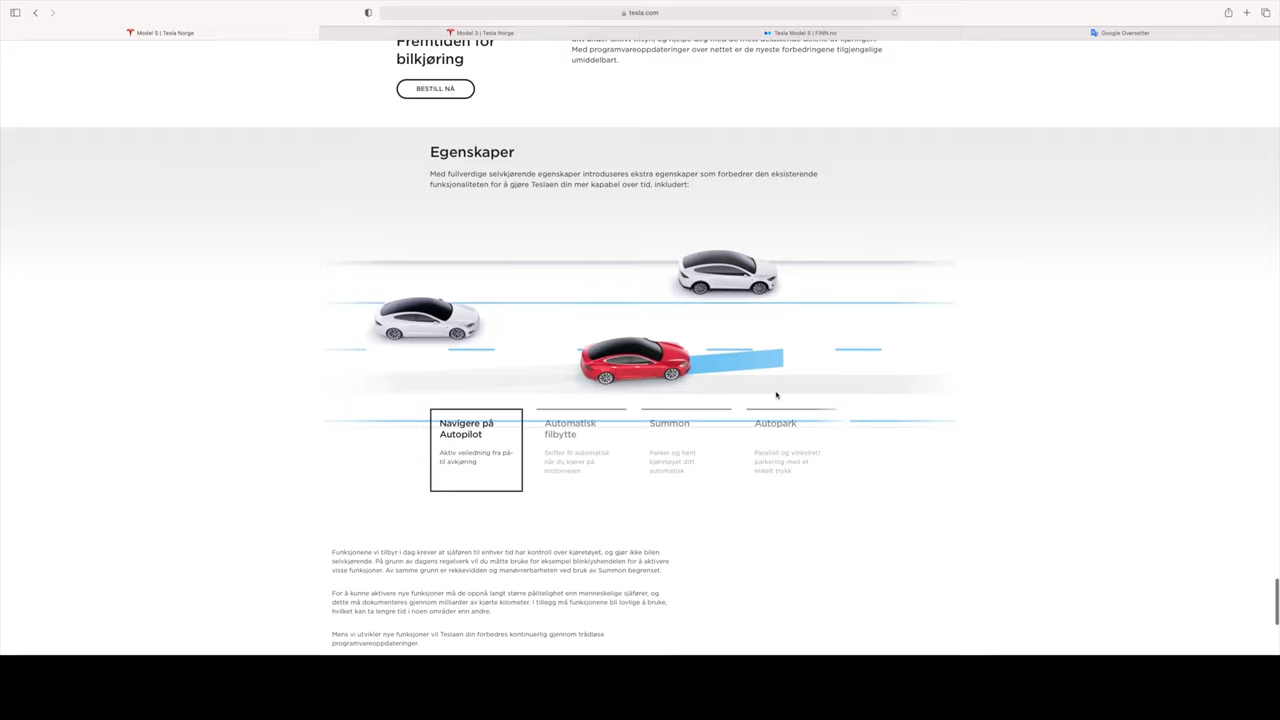 tesla.com
Model S | Tesla Norge
Model 3 | Tesla Norge
Tesla Model S | FINN.no
Google Oversetter
Fremtiden for
bilkjøring
Med programvareoppdateringer over nettet er de nyeste forbedringene tilgjengelige
umiddelbart.
BESTILL NÅ
Egenskaper
Med fullverdige selvkjørende egenskaper introduseres ekstra egenskaper som forbedrer den eksisterende
funksjonaliteten for å gjøre Teslaen din mer kapabel over tid, inkludert:
Navigere på
Autopilot
Aktiv veiledning fra på-
til avkjøring
Automatisk
filbytte
Skifter fil automatisk
når du kjører på
motorveien
Summon
Parker og hent
kjøretøyet ditt
automatisk
Autopark
Parallell og vinkelrett
parkering med et
enkelt trykk
Funksjonene vi tilbyr i dag krever at sjåføren til enhver tid har kontroll over kjøretøyet, og gjør ikke bilen
selvkjørende. På grunn av dagens regelverk vil du måtte bruke for eksempel blinklyshendelen for å aktivere
visse funksjoner. Av samme grunn er rekkevidden og manøvrerbarheten ved bruk av Summon begrenset.
For å kunne aktivere nye funksjoner må de oppnå langt større pålitelighet enn menneskelige sjåfører, og
dette må dokumenteres gjennom milliarder av kjørte kilometer. I tillegg må funksjonene bli lovlige å bruke,
hvilket kan ta lengre tid i noen områder enn andre.
Mens vi utvikler nye funksjoner vil Teslaen din forbedres kontinuerlig gjennom trådløse
programvareoppdateringer.